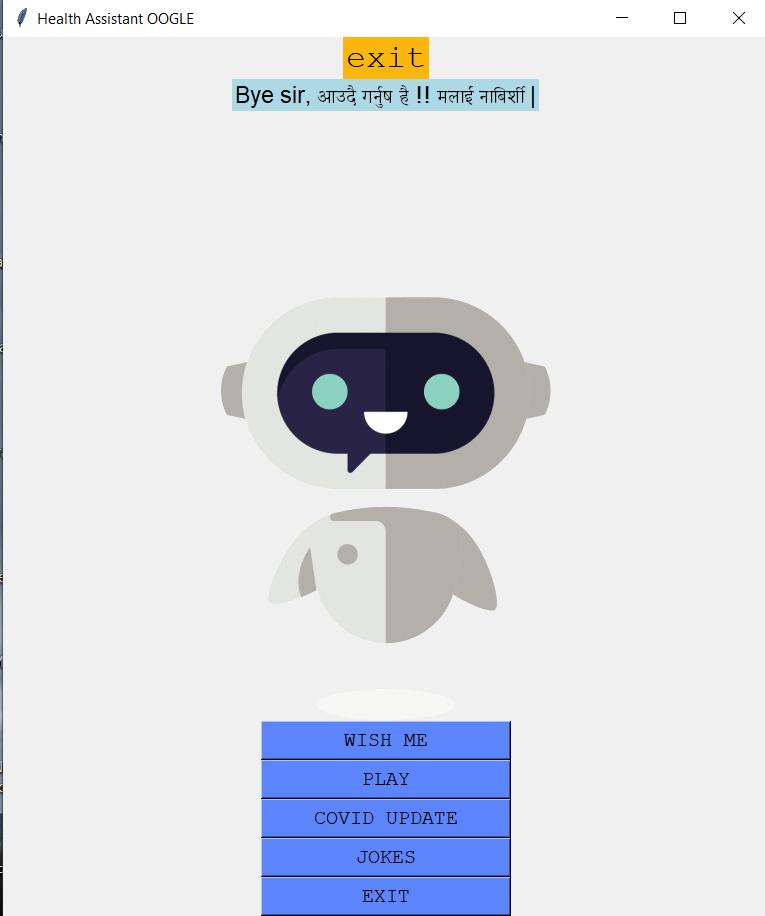 Health Assistant OOGLE
exit
Bye sir, आउदै गर्नुष है !! मलाई नाबिर्शी |
WISH ME
PLAY
COVID UPDATE
JOKES
EXIT